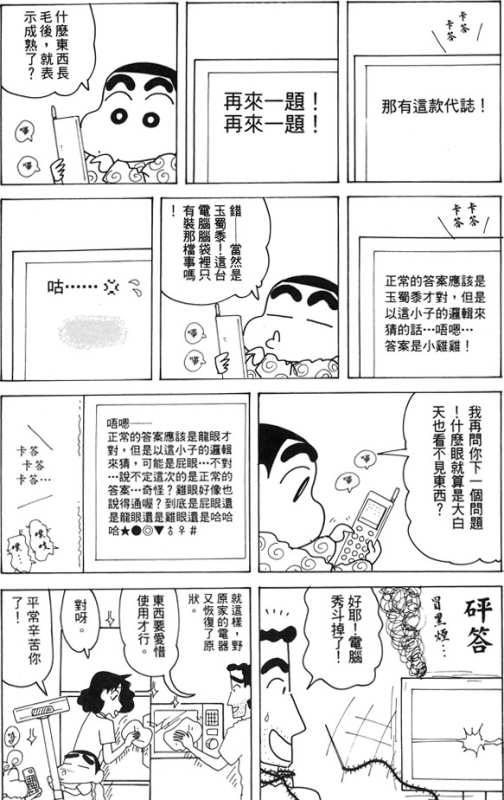 卡答
卡答
那有這款代誌！
再來一題！
再來一題！
什麼東西長
毛後，就表
示成熟了？
嘟
嘟
卡答
卡答
正常的答案應該是
玉蜀黍才對，但是
以這小子的邏輯來
猜的話⋯唔嗯⋯
答案是小雞雞！
錯⋯⋯當然是
玉蜀黍！這台
電腦腦袋裡只
有裝那檔事嗎
！
嘟
嘟
咕⋯⋯
我再問你下一個問題
！什麼眼就算是大白
天也看不見東西？
嘟
嘟
唔嗯⋯
正常的答案應該是龍眼才
對，但是以這小子的邏輯
來猜，可能是屁眼⋯不對
⋯說不定這次的是正常的
答案⋯奇怪？雞眼好像也
說得通喔？到底是屁眼還
是龍眼還是雞眼還是哈哈
哈★●◎▼♂♀＃
卡答
卡答
卡答⋯
噗
噗
砰答
冒黑煙⋯
好耶！電腦
秀斗掉了！
就這樣，野
原家的電器
又恢復了原
狀。
東西要愛惜
使用才行。
對呀。
平常辛苦你
了！